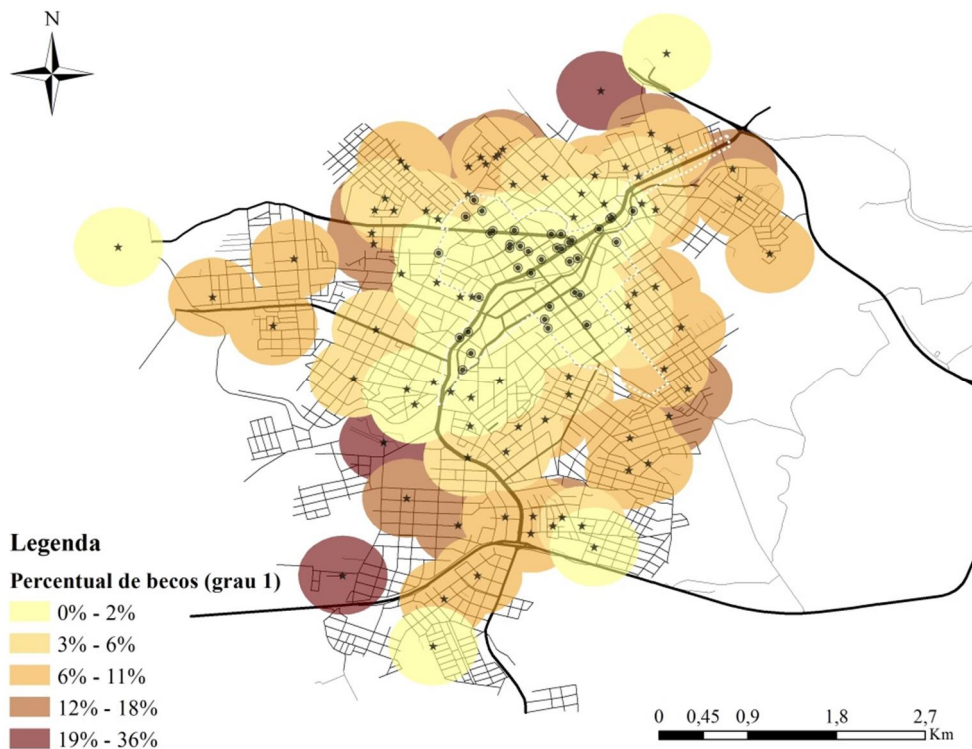 N
Legenda
Percentual de becos (grau 1)
0% - 2%
3% - 6%
6% - 11%
12% - 18%
19% - 36%
0 0,45 0,9 1,8 2,7
Km